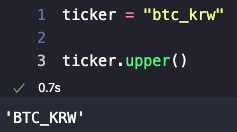 1 ticker = "btc_krw"
2
3 ticker.upper()
✓ 0.7s
'BTC_KRW'